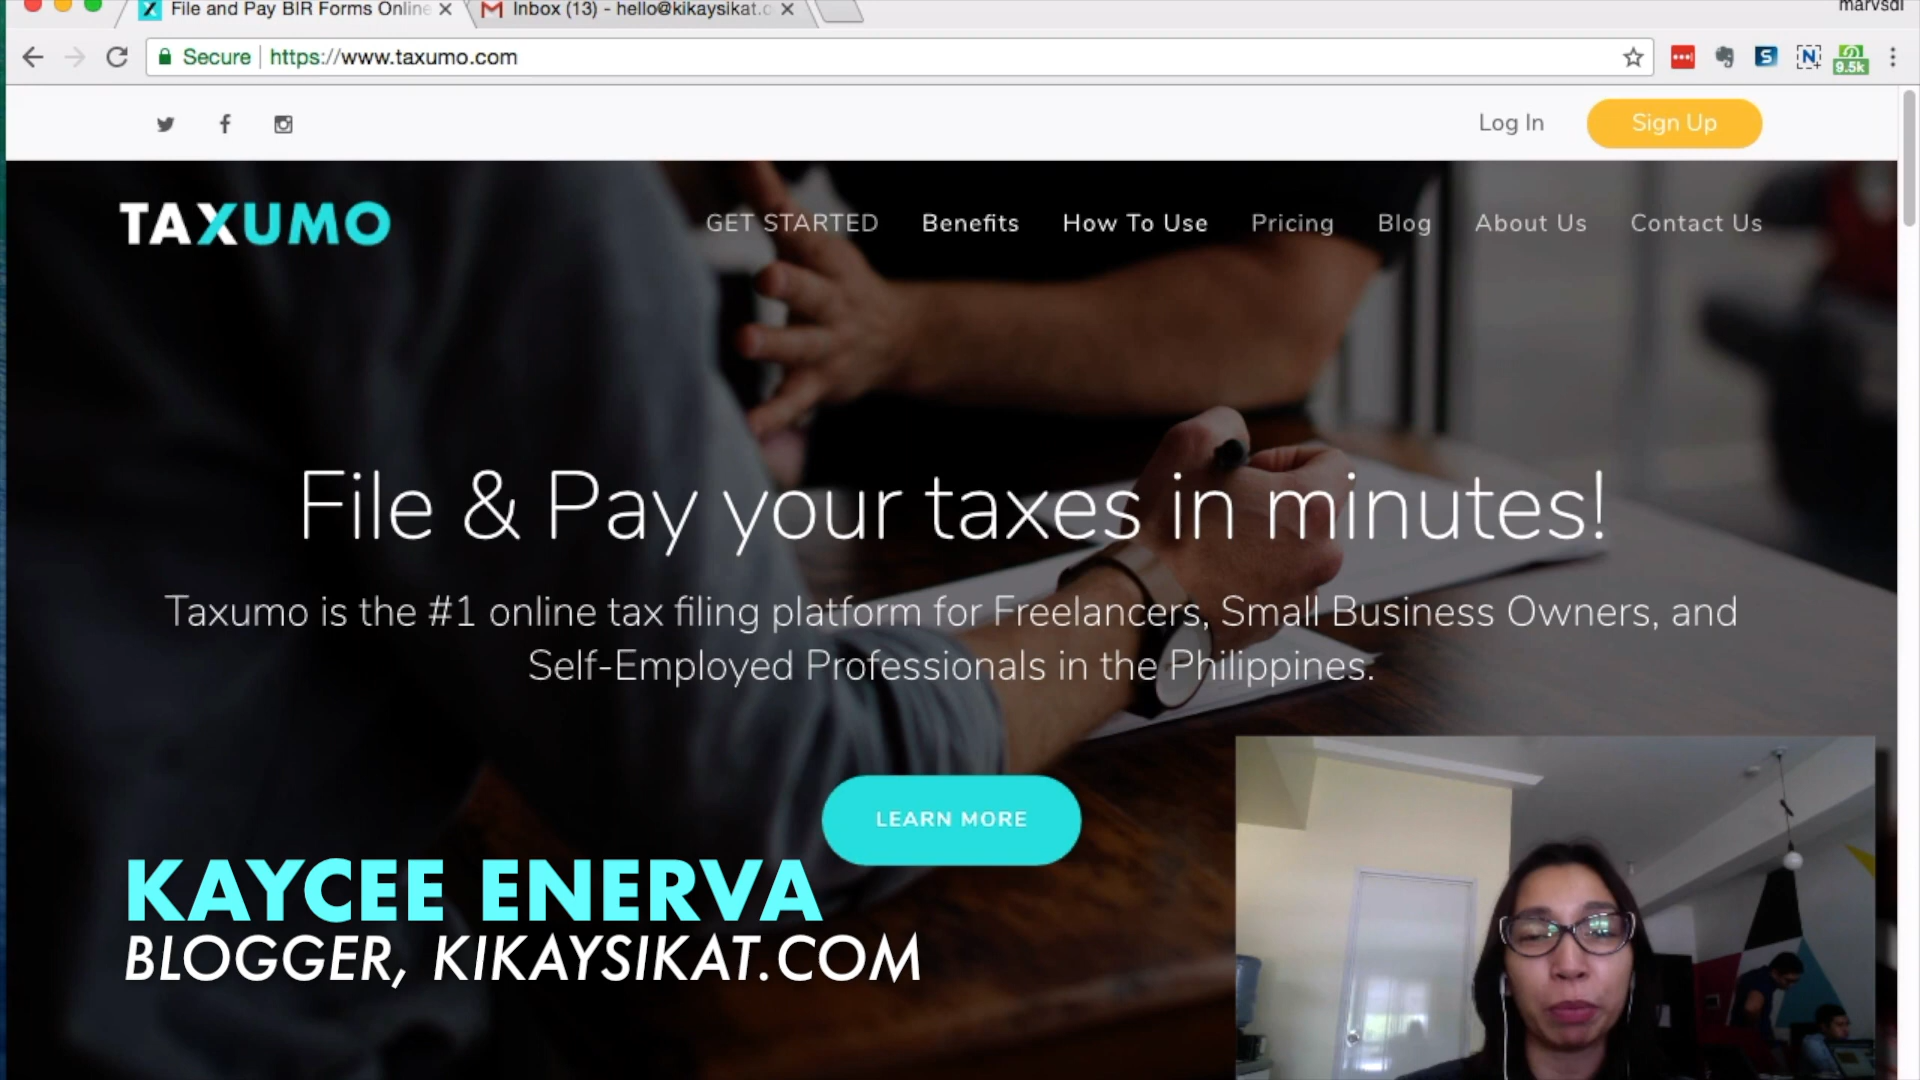 File and Pay BIR Forms Online
Inbox (13) - hello@kikaysikat.c
marvsdl
Secure
https://www.taxumo.com
9.5k
Log In
Sign Up
TAXUMO
GET STARTED
Benefits
How To Use
Pricing
Blog
About Us
Contact Us
File & Pay your taxes in minutes!
Taxumo is the #1 online tax filing platform for Freelancers, Small Business Owners, and
Self-Employed Professionals in the Philippines.
LEARN MORE
KAYCEE ENERVA
BLOGGER, KIKAYSIKAT.COM